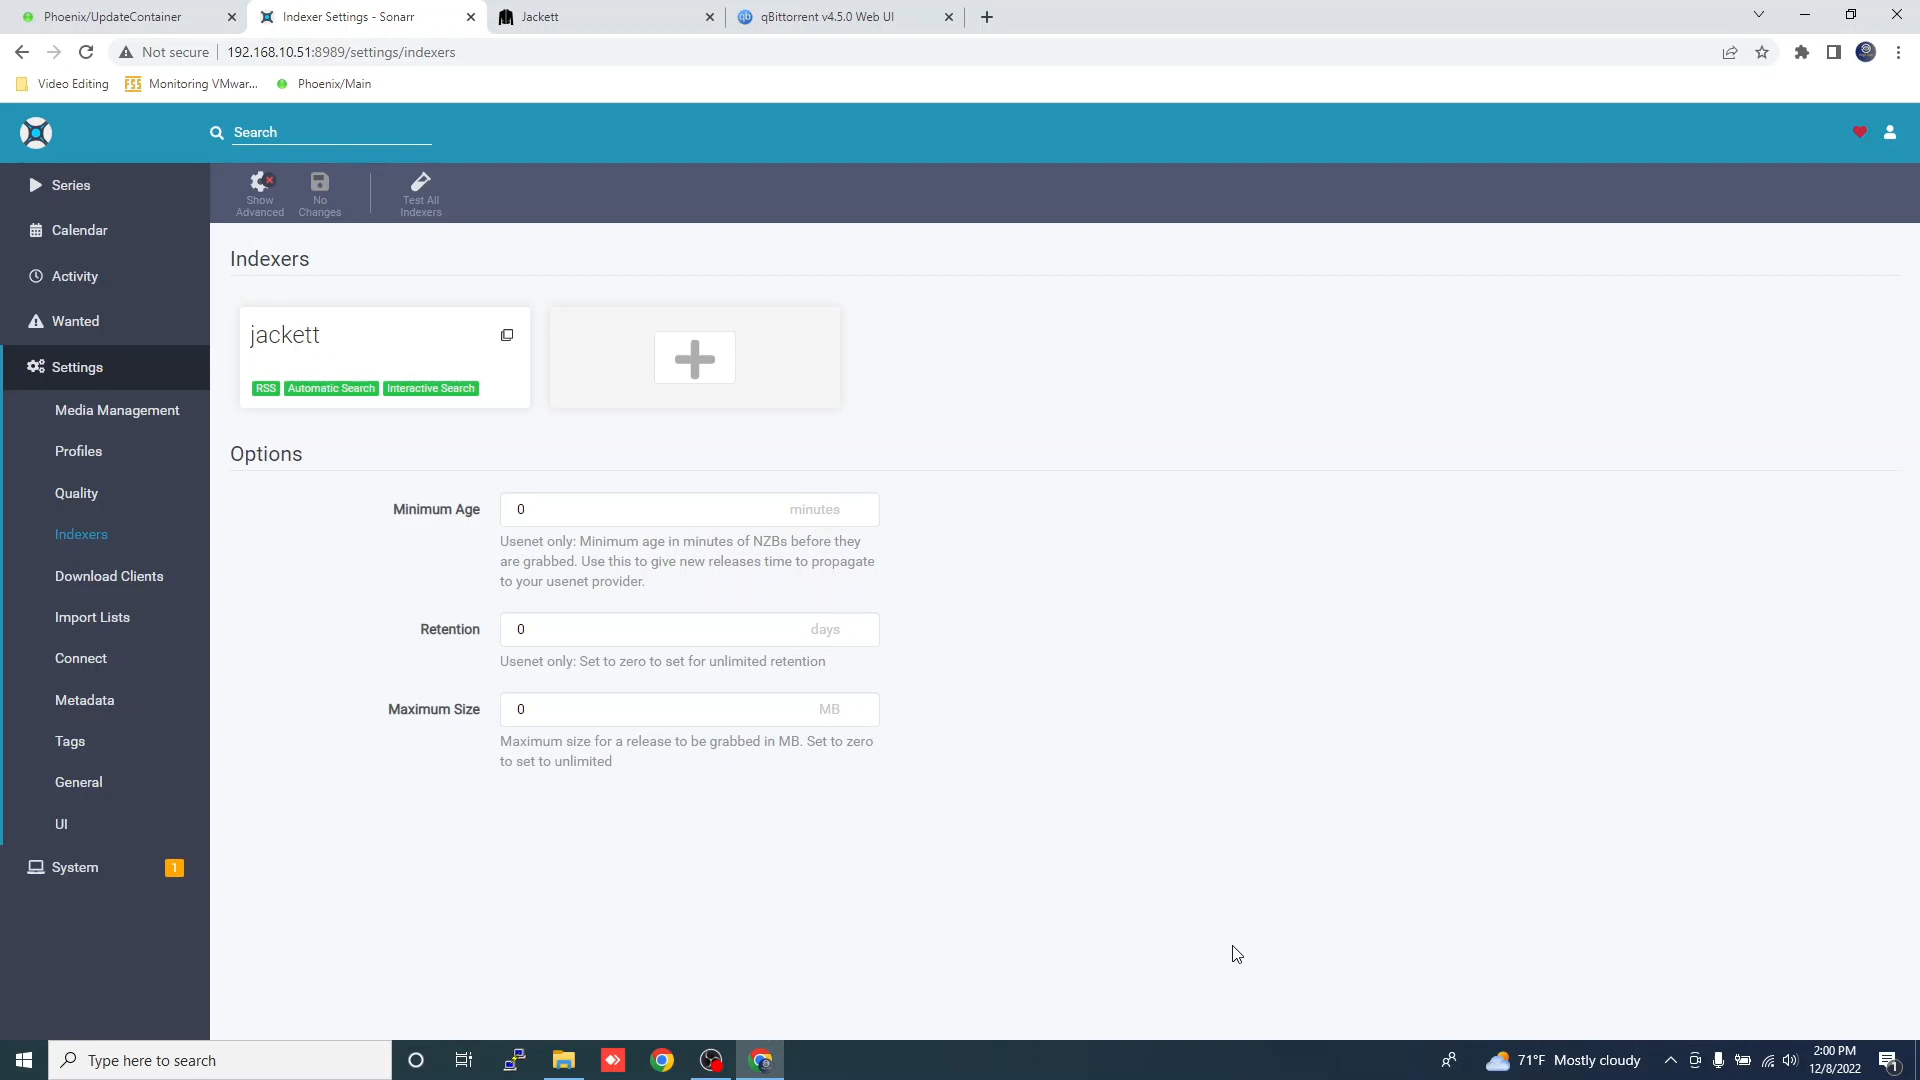 Phoenix/UpdateContainer
Indexer Settings - Sonarr
Jackett
qBittorrent v4.5.0 Web UI
Not secure
192.168.10.51:8989/settings/indexers
Video Editing
Monitoring VMwar...
Phoenix/Main
Search
Series
Calendar
Activity
Wanted
Settings
Media Management
Profiles
Quality
Indexers
Download Clients
Import Lists
Connect
Metadata
Tags
General
UI
System
1
Show
Advanced
No
Changes
Test All
Indexers
Indexers
jackett
RSS
Automatic Search
Interactive Search
Options
Minimum Age
0
minutes
Usenet only: Minimum age in minutes of NZBs before they
are grabbed. Use this to give new releases time to propagate
to your usenet provider.
Retention
0
days
Usenet only: Set to zero to set for unlimited retention
Maximum Size
0
MB
Maximum size for a release to be grabbed in MB. Set to zero
to set to unlimited
Type here to search
71°F Mostly cloudy
2:00 PM
12/8/2022
1